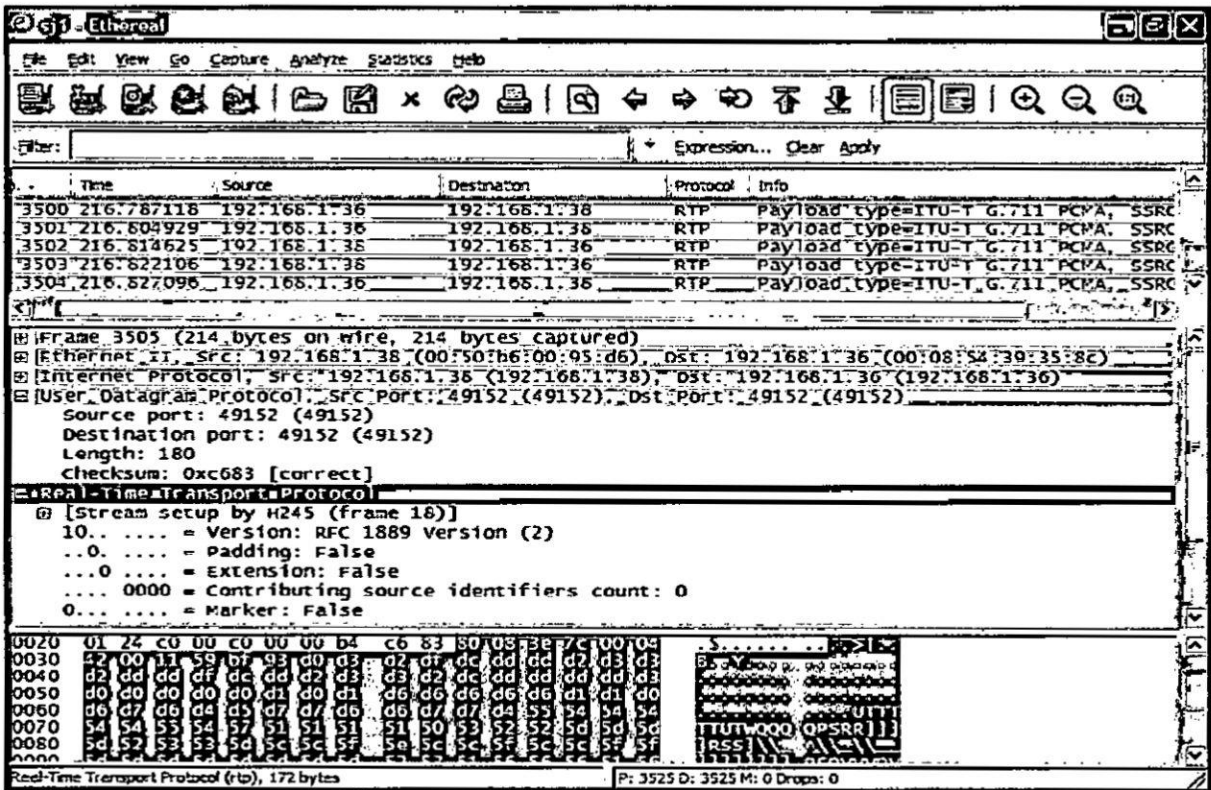 sj1 - Ethereal
File Edit View Go Capture Analyze Statistics Help
Filter: Expression... Clear Apply
Time Source Destination Protocol Info
3500 216.787118 192.168.1.36 192.168.1.38 RTP Payload type=ITU-T G.711 PCMA, SSRC
3501 216.804929 192.168.1.36 192.168.1.38 RTP Payload type=ITU-T G.711 PCMA, SSRC
3502 216.814625 192.168.1.38 192.168.1.36 RTP Payload type=ITU-T G.711 PCMA, SSRC
3503 216.822106 192.168.1.38 192.168.1.36 RTP Payload type=ITU-T G.711 PCMA, SSRC
3504 216.827096 192.168.1.36 192.168.1.38 RTP Payload type=ITU-T G.711 PCMA, SSRC
Frame 3505 (214 bytes on wire, 214 bytes captured)
Ethernet II, Src: 192.168.1.38 (00:50:b6:00:95:d6), Dst: 192.168.1.36 (00:08:54:39:35:8c)
Internet Protocol, Src: 192.168.1.38 (192.168.1.38), Dst: 192.168.1.36 (192.168.1.36)
User Datagram Protocol, Src Port: 49152 (49152), Dst Port: 49152 (49152)
Source port: 49152 (49152)
Destination port: 49152 (49152)
Length: 180
Checksum: 0xc683 [correct]
Real-Time Transport Protocol
[Stream setup by H245 (frame 18)]
10.. .... = Version: RFC 1889 Version (2)
..0. .... = Padding: False
...0 .... = Extension: False
.... 0000 = Contributing source identifiers count: 0
0... .... = Marker: False
0020 01 24 c0 00 c0 00 00 b4 c6 83 80 08 3e 7c 00 04
0030 42 00 11 59 bf 93 d0 d3 d2 df dc dd dd d2 d3 d3
0040 d2 dd dd df dc dd d2 d3 d3 d2 dc dd dd
0050 d0 d0 d0 d0 d0 d1 d0 d1 d6 d6 d6 d6 d6 d1 d1 d0
0060 d6 d7 d6 d4 d5 d7 d7 d6 d6 d7 d7 d4 55 54 54 54
0070 54 54 55 54 57 51 51 51 51 50 53 52 52 5d 5d 5d
0080 5d 52 53 53 5d 5c 5c 5f 5e 5c 5c 5f 5c 5c 5f 5f
Real-Time Transport Protocol (rtp), 172 bytes P: 3525 D: 3525 M: 0 Drops: 0